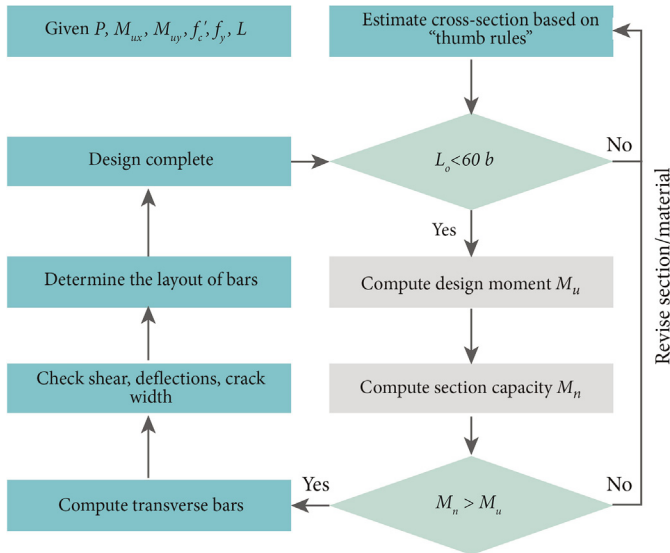 Given P, Mux, Muy, fc′, fy, L
Estimate cross-section based on
“thumb rules”
Design complete
Lo<60 b
No
Yes
Determine the layout of bars
Compute design moment Mu
Revise section/material
Check shear, deflections, crack
width
Compute section capacity Mn
Compute transverse bars
Yes
Mn > Mu
No